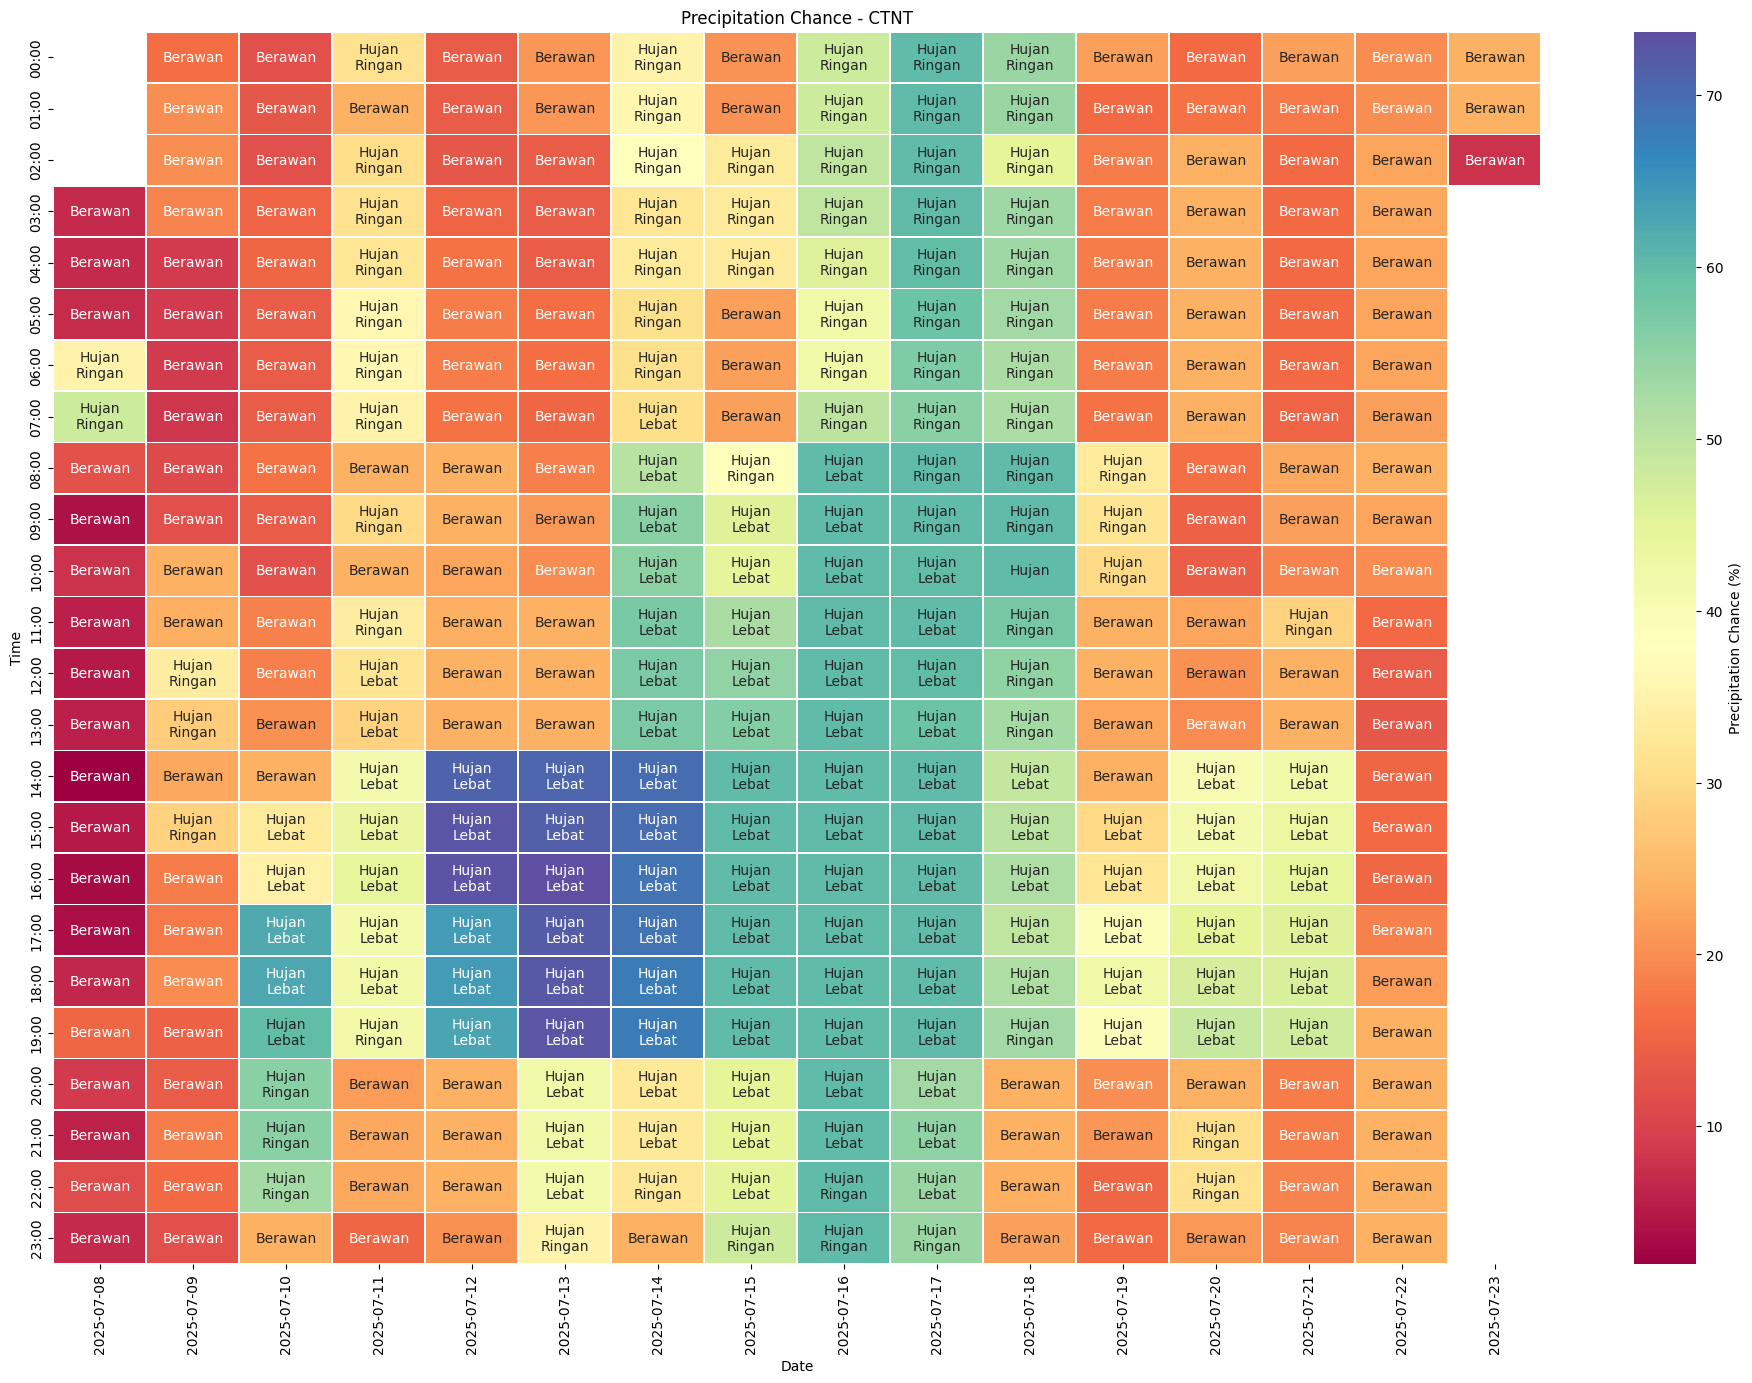 Precipitation Chance - CTNT
00:00 Berawan Berawan Hujan Ringan Berawan Berawan Hujan Ringan Berawan Hujan Ringan Hujan Ringan Hujan Ringan Berawan Berawan Berawan Berawan Berawan
01:00 Berawan Berawan Berawan Berawan Berawan Hujan Ringan Berawan Hujan Ringan Hujan Ringan Hujan Ringan Berawan Berawan Berawan Berawan Berawan
02:00 Berawan Berawan Hujan Ringan Berawan Berawan Hujan Ringan Hujan Ringan Hujan Ringan Hujan Ringan Hujan Ringan Berawan Berawan Berawan Berawan Berawan
03:00 Berawan Berawan Berawan Hujan Ringan Berawan Berawan Hujan Ringan Hujan Ringan Hujan Ringan Hujan Ringan Hujan Ringan Berawan Berawan Berawan Berawan
04:00 Berawan Berawan Berawan Hujan Ringan Berawan Berawan Hujan Ringan Hujan Ringan Hujan Ringan Hujan Ringan Hujan Ringan Berawan Berawan Berawan Berawan
05:00 Berawan Berawan Berawan Hujan Ringan Berawan Berawan Hujan Ringan Berawan Hujan Ringan Hujan Ringan Hujan Ringan Berawan Berawan Berawan Berawan
06:00 Hujan Ringan Berawan Berawan Hujan Ringan Berawan Berawan Hujan Ringan Berawan Hujan Ringan Hujan Ringan Hujan Ringan Berawan Berawan Berawan Berawan
07:00 Hujan Ringan Berawan Berawan Hujan Ringan Berawan Berawan Hujan Lebat Berawan Hujan Ringan Hujan Ringan Hujan Ringan Berawan Berawan Berawan Berawan
08:00 Berawan Berawan Berawan Berawan Berawan Berawan Hujan Lebat Hujan Ringan Hujan Lebat Hujan Ringan Hujan Ringan Hujan Ringan Berawan Berawan Berawan
09:00 Berawan Berawan Berawan Hujan Ringan Berawan Berawan Hujan Lebat Hujan Lebat Hujan Lebat Hujan Ringan Hujan Ringan Hujan Ringan Berawan Berawan Berawan
10:00 Berawan Berawan Berawan Berawan Berawan Berawan Hujan Lebat Hujan Lebat Hujan Lebat Hujan Lebat Hujan Hujan Ringan Berawan Berawan Berawan
11:00 Berawan Berawan Berawan Hujan Ringan Berawan Berawan Hujan Lebat Hujan Lebat Hujan Lebat Hujan Lebat Hujan Ringan Berawan Berawan Hujan Ringan Berawan
12:00 Berawan Hujan Ringan Berawan Hujan Lebat Berawan Berawan Hujan Lebat Hujan Lebat Hujan Lebat Hujan Lebat Hujan Ringan Berawan Berawan Berawan Berawan
13:00 Berawan Hujan Ringan Berawan Hujan Lebat Berawan Berawan Hujan Lebat Hujan Lebat Hujan Lebat Hujan Lebat Hujan Ringan Berawan Berawan Berawan Berawan
14:00 Berawan Berawan Berawan Hujan Lebat Hujan Lebat Hujan Lebat Hujan Lebat Hujan Lebat Hujan Lebat Hujan Lebat Hujan Lebat Berawan Hujan Lebat Hujan Lebat Berawan
15:00 Berawan Hujan Ringan Hujan Lebat Hujan Lebat Hujan Lebat Hujan Lebat Hujan Lebat Hujan Lebat Hujan Lebat Hujan Lebat Hujan Lebat Hujan Lebat Hujan Lebat Hujan Lebat Berawan
16:00 Berawan Berawan Hujan Lebat Hujan Lebat Hujan Lebat Hujan Lebat Hujan Lebat Hujan Lebat Hujan Lebat Hujan Lebat Hujan Lebat Hujan Lebat Hujan Lebat Hujan Lebat Berawan
17:00 Berawan Berawan Hujan Lebat Hujan Lebat Hujan Lebat Hujan Lebat Hujan Lebat Hujan Lebat Hujan Lebat Hujan Lebat Hujan Lebat Hujan Lebat Hujan Lebat Hujan Lebat Berawan
18:00 Berawan Berawan Hujan Lebat Hujan Lebat Hujan Lebat Hujan Lebat Hujan Lebat Hujan Lebat Hujan Lebat Hujan Lebat Hujan Lebat Hujan Lebat Hujan Lebat Hujan Lebat Berawan
19:00 Berawan Berawan Hujan Lebat Hujan Ringan Hujan Lebat Hujan Lebat Hujan Lebat Hujan Lebat Hujan Lebat Hujan Lebat Hujan Ringan Hujan Lebat Hujan Lebat Hujan Lebat Berawan
20:00 Berawan Berawan Hujan Ringan Berawan Berawan Hujan Lebat Hujan Lebat Hujan Lebat Hujan Lebat Hujan Lebat Berawan Berawan Berawan Berawan Berawan
21:00 Berawan Berawan Hujan Ringan Berawan Berawan Hujan Lebat Hujan Lebat Hujan Lebat Hujan Lebat Hujan Lebat Berawan Berawan Hujan Ringan Berawan Berawan
22:00 Berawan Berawan Hujan Ringan Berawan Berawan Hujan Lebat Hujan Ringan Hujan Lebat Hujan Ringan Hujan Lebat Berawan Berawan Hujan Ringan Berawan Berawan
23:00 Berawan Berawan Berawan Berawan Berawan Hujan Ringan Berawan Hujan Ringan Hujan Ringan Hujan Ringan Berawan Berawan Berawan Berawan Berawan
Time
2025-07-08 2025-07-09 2025-07-10 2025-07-11 2025-07-12 2025-07-13 2025-07-14 2025-07-15 2025-07-16 2025-07-17 2025-07-18 2025-07-19 2025-07-20 2025-07-21 2025-07-22 2025-07-23
Date
70
60
50
40
30
20
10
Precipitation Chance (%)